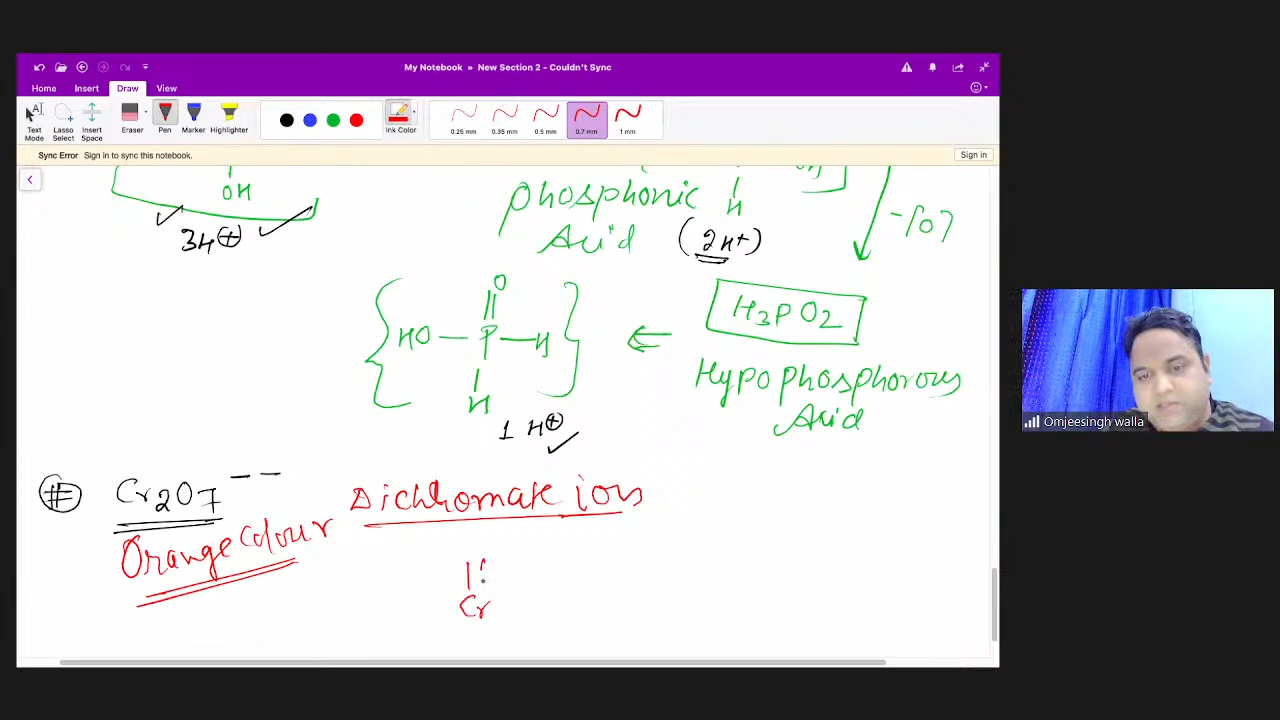 My Notebook » New Section 2 - Couldn't Sync
Home Insert Draw View
Text Mode Lasso Select Insert Space Eraser Pen Marker Highlighter Ink Color 0.25 mm 0.35 mm 0.5 mm 0.7 mm 1 mm
Sync Error Sign in to sync this notebook. Sign in
OH
phosphonic H
3H⊕
Acid (2H+)
-[O]
O
HO — P — H
H
H3PO2
Hypophosphorous
Acid
1 H⊕
# Cr2O7-- Dichromate ions
Orange Colour
Cr
Omjeesingh walla